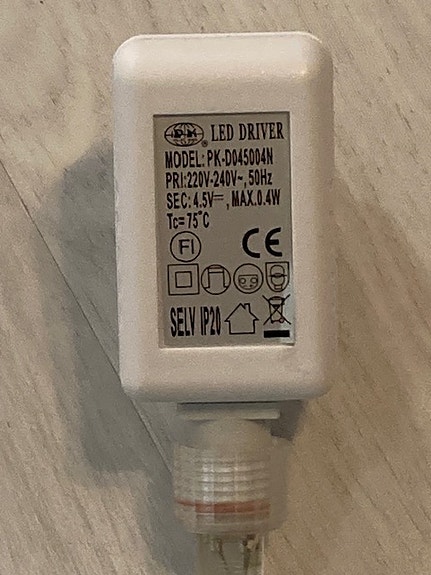 PK ® LED DRIVER
MODEL: PK-D045004N
PRI:220V-240V~, 50Hz
SEC: 4.5V⎓, MAX.0.4W
Tc= 75°C
FI CE
SELV IP20